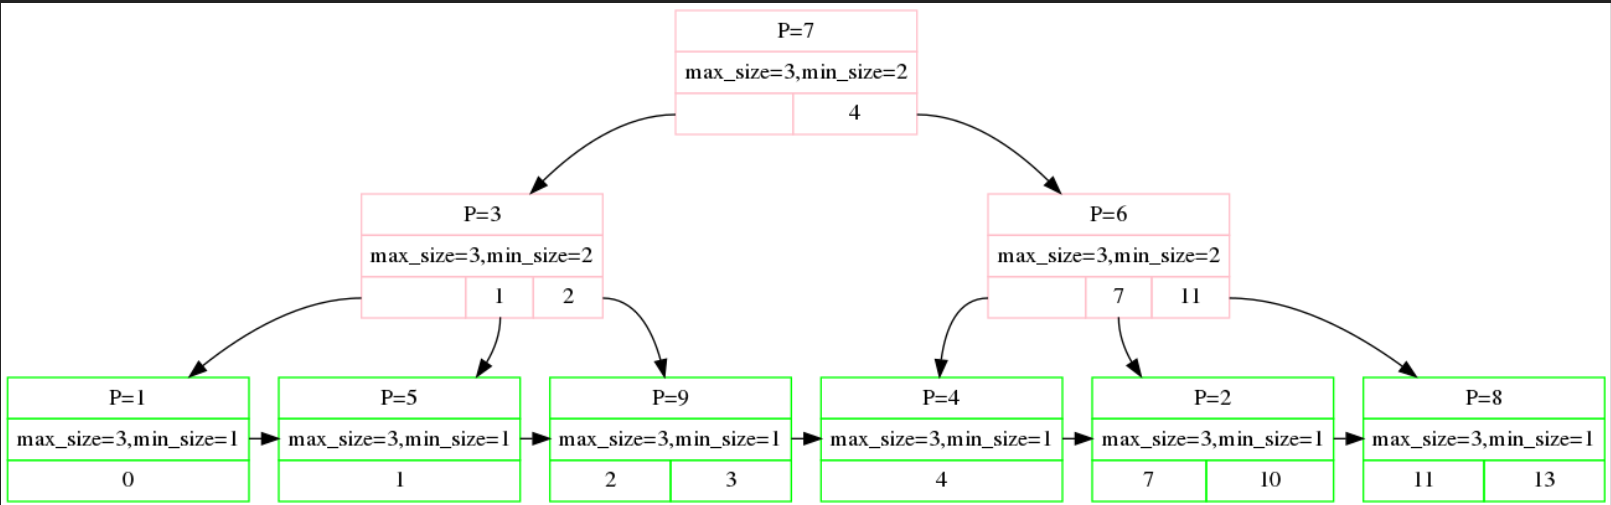 P=7
max_size=3,min_size=2
4
P=3
max_size=3,min_size=2
1 2
P=6
max_size=3,min_size=2
7 11
P=1
max_size=3,min_size=1
0
P=5
max_size=3,min_size=1
1
P=9
max_size=3,min_size=1
2 3
P=4
max_size=3,min_size=1
4
P=2
max_size=3,min_size=1
7 10
P=8
max_size=3,min_size=1
11 13